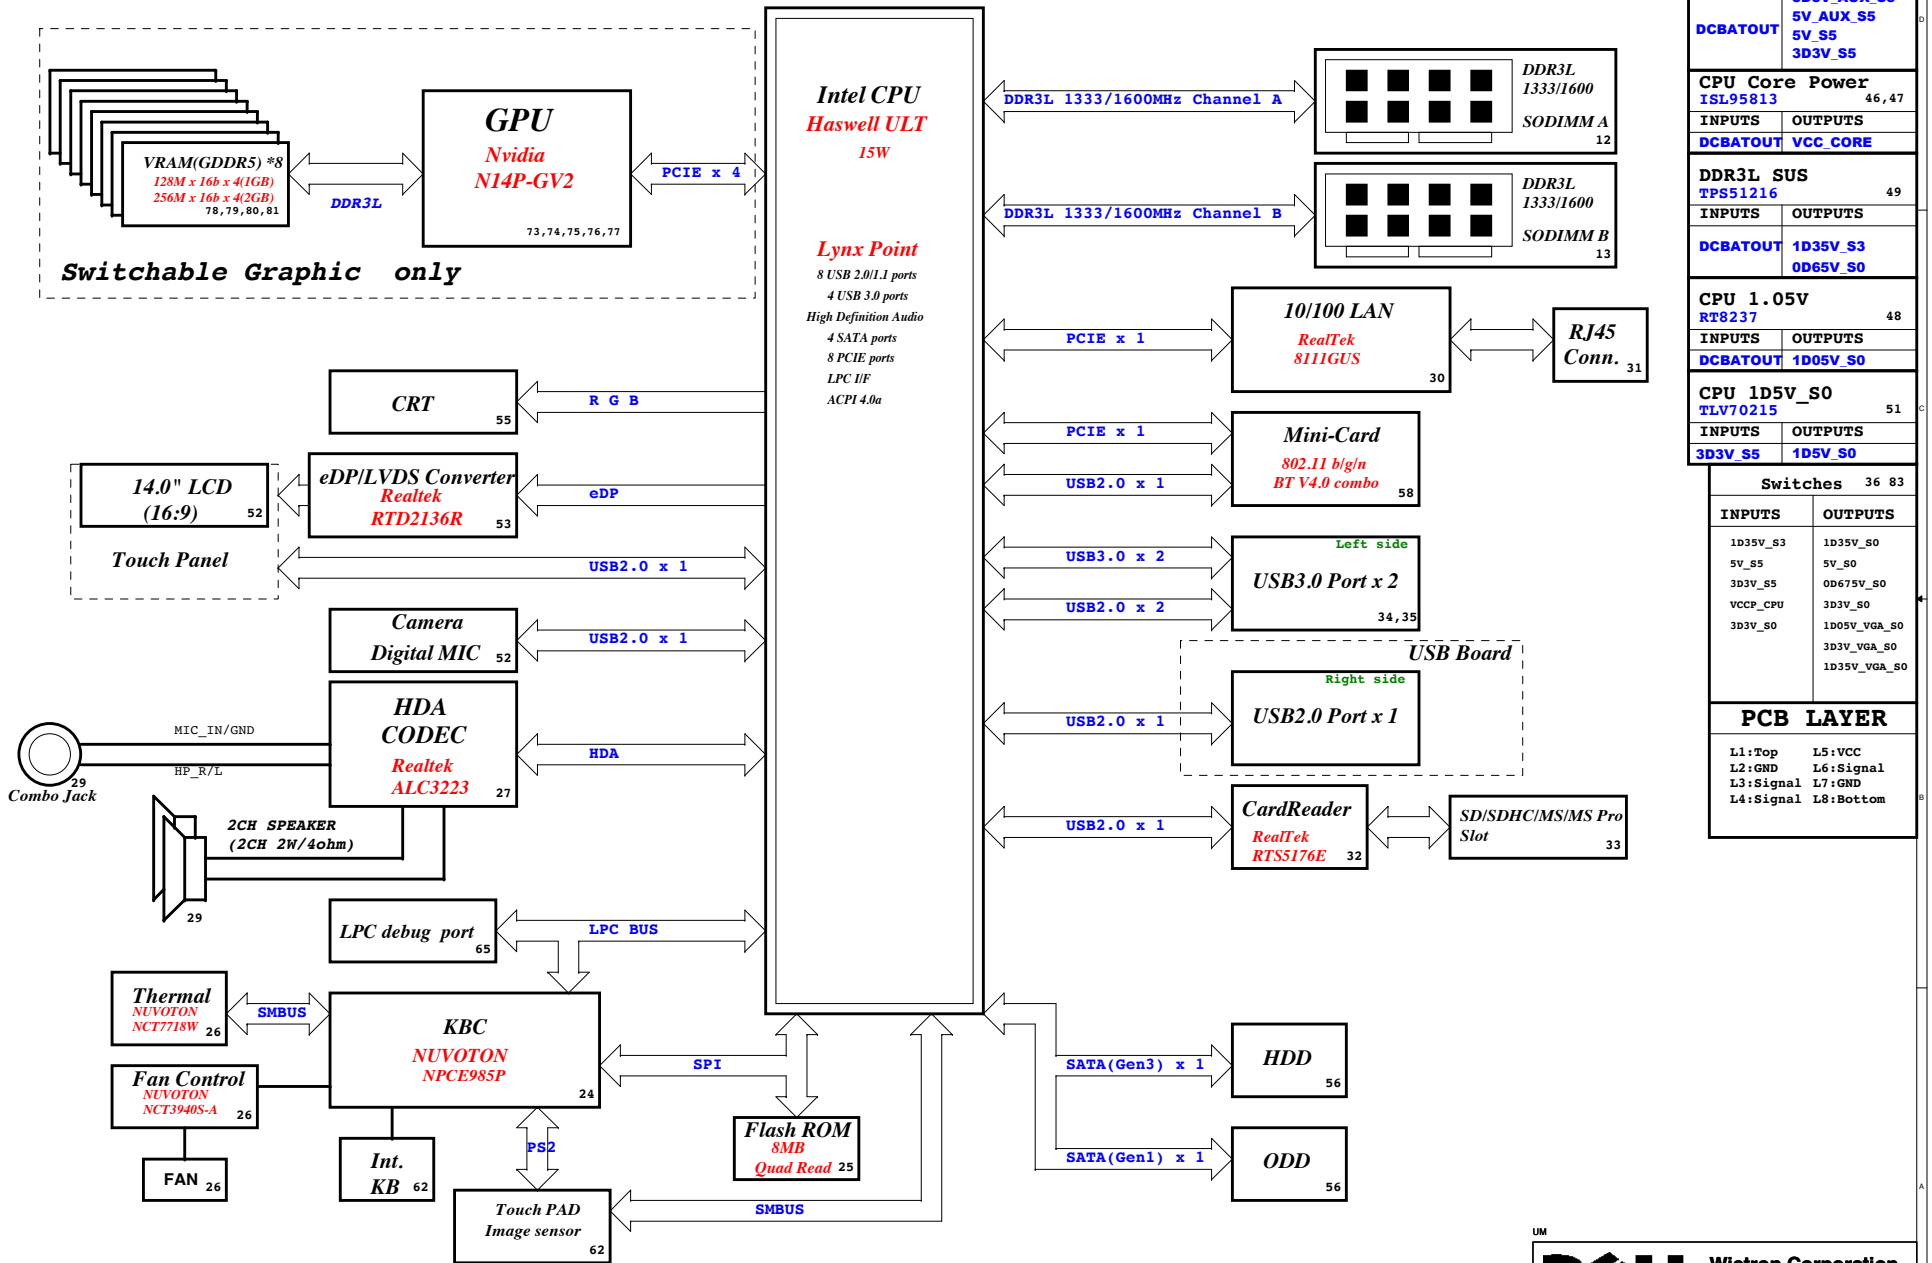 VRAM(GDDR5) *8
128M x 16b x 4(1GB)
256M x 16b x 4(2GB)
78,79,80,81
DDR3L
GPU
Nvidia
N14P-GV2
73,74,75,76,77
PCIE x 4
Switchable Graphic only
Intel CPU
Haswell ULT
15W
Lynx Point
8 USB 2.0/1.1 ports
4 USB 3.0 ports
High Definition Audio
4 SATA ports
8 PCIE ports
LPC I/F
ACPI 4.0a
CRT
55
R G B
14.0" LCD
(16:9)
52
eDP/LVDS Converter
Realtek
RTD2136R
53
eDP
Touch Panel
USB2.0 x 1
Camera
Digital MIC
52
USB2.0 x 1
HDA
CODEC
Realtek
ALC3223
27
HDA
MIC_IN/GND
HP_R/L
29
Combo Jack
2CH SPEAKER
(2CH 2W/4ohm)
29
LPC debug port
65
LPC BUS
Thermal
NUVOTON
NCT7718W
26
SMBUS
KBC
NUVOTON
NPCE985P
24
Fan Control
NUVOTON
NCT3940S-A
26
FAN
26
Int.
KB
62
PS2
SPI
Flash ROM
8MB
Quad Read
25
Touch PAD
Image sensor
62
SMBUS
DDR3L 1333/1600MHz Channel A
DDR3L
1333/1600
SODIMM A
12
DDR3L 1333/1600MHz Channel B
DDR3L
1333/1600
SODIMM B
13
PCIE x 1
10/100 LAN
RealTek
8111GUS
30
RJ45
Conn.
31
PCIE x 1
USB2.0 x 1
Mini-Card
802.11 b/g/n
BT V4.0 combo
58
USB3.0 x 2
USB2.0 x 2
Left side
USB3.0 Port x 2
34,35
USB Board
USB2.0 x 1
Right side
USB2.0 Port x 1
USB2.0 x 1
CardReader
RealTek
RTS5176E
32
SD/SDHC/MS/MS Pro
Slot
33
SATA(Gen3) x 1
HDD
56
SATA(Gen1) x 1
ODD
56
DCBATOUT
5V_AUX_S5
5V_S5
3D3V_S5
CPU Core Power
ISL95813 46,47
INPUTS OUTPUTS
DCBATOUT VCC_CORE
DDR3L SUS
TPS51216 49
INPUTS OUTPUTS
DCBATOUT 1D35V_S3
0D65V_S0
CPU 1.05V
RT8237 48
INPUTS OUTPUTS
DCBATOUT 1D05V_S0
CPU 1D5V_S0
TLV70215 51
INPUTS OUTPUTS
3D3V_S5 1D5V_S0
Switches 36 83
INPUTS OUTPUTS
1D35V_S3 1D35V_S0
5V_S5 5V_S0
3D3V_S5 0D675V_S0
VCCP_CPU 3D3V_S0
3D3V_S0 1D05V_VGA_S0
3D3V_VGA_S0
1D35V_VGA_S0
PCB LAYER
L1:Top L5:VCC
L2:GND L6:Signal
L3:Signal L7:GND
L4:Signal L8:Bottom
D
C
B
A
UM
Wistron Corporation